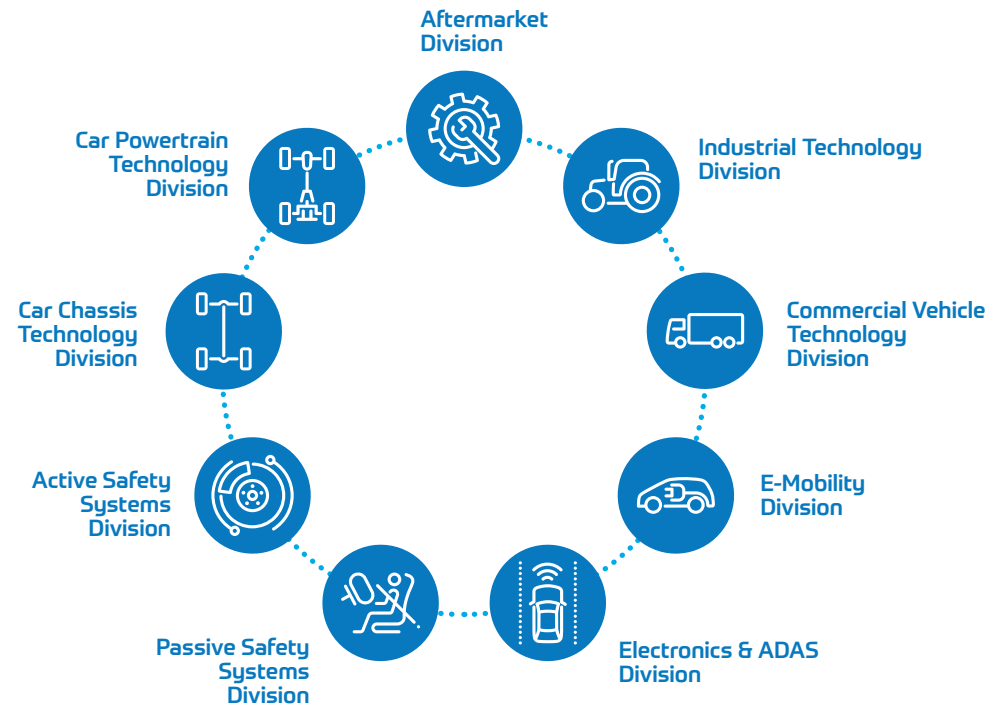 Aftermarket
Division
Industrial Technology
Division
Commercial Vehicle
Technology
Division
E-Mobility
Division
Electronics & ADAS
Division
Passive Safety
Systems
Division
Active Safety
Systems
Division
Car Chassis
Technology
Division
Car Powertrain
Technology
Division